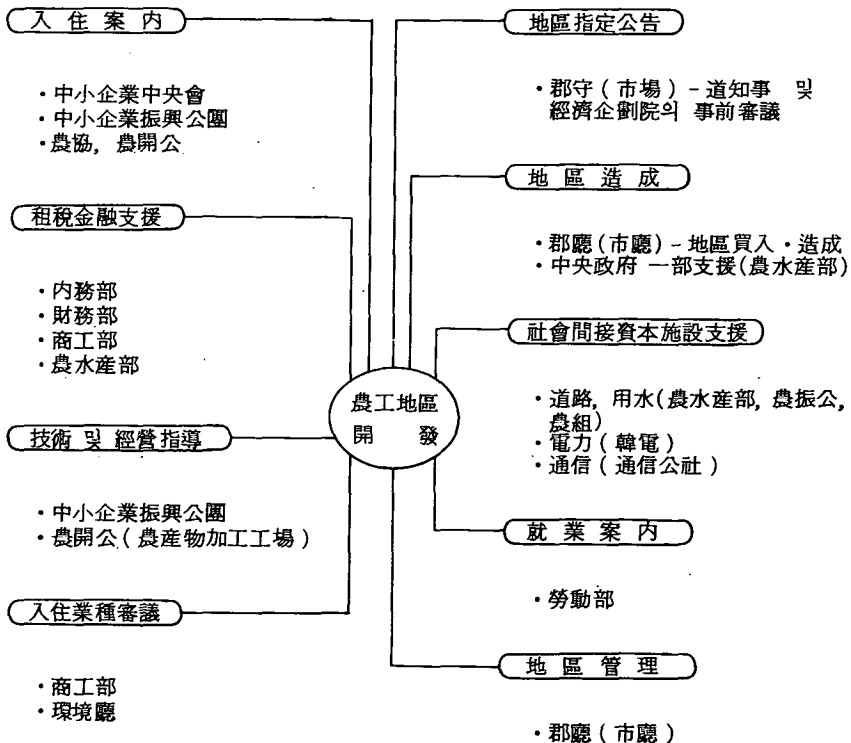 入住案内
・中小企業中央會
・中小企業振興公團
・農協, 農開公
租稅金融支援
・内務部
・財務部
・商工部
・農水産部
技術 및 經營指導
・中小企業振興公團
・農開公(農産物加工工場)
入住業種審議
・商工部
・環境廳
農工地區
開發
地區指定公告
・郡守(市場)-道知事 및
經濟企劃院의 事前審議
地區造成
・郡廳(市廳)-地區買入・造成
・中央政府 一部支援(農水産部)
社會間接資本施設支援
・道路, 用水(農水産部, 農振公,
農組)
・電力(韓電)
・通信(通信公社)
就業案内
・勞動部
地區管理
・郡廳(市廳)